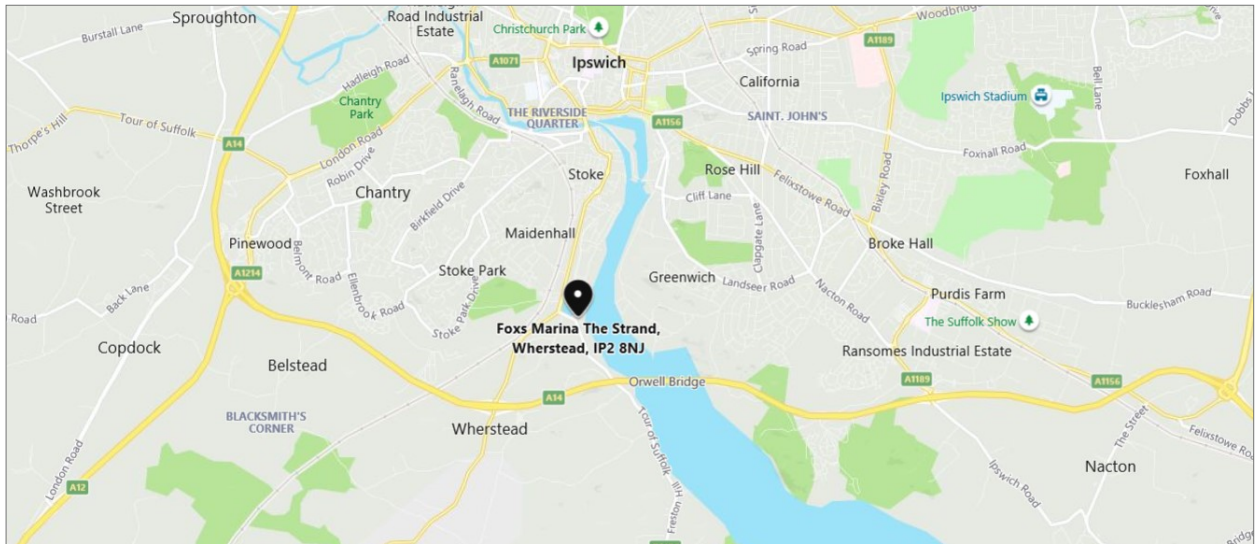 Sproughton
Road Industrial
Estate
Christchurch Park
Woodbridge
A1189
Burstall Lane
Hadleigh Road
A1071
Ipswich
Spring Road
California
Bell Lane
Ranelagh Road
Chantry
Park
THE RIVERSIDE
QUARTER
A1156
SAINT. JOHN'S
Ipswich Stadium
Dobbs
Thorpe's Hill
Tour of Suffolk
A14
London Road
Robin Drive
Foxhall Road
Washbrook
Street
Chantry
Birkfield Drive
Stoke
Rose Hill
Cliff Lane
Felixstowe Road
Bixley Road
Foxhall
Pinewood
Maidenhall
Clapgate Lane
Broke Hall
A1214
Belmont Road
Ellenbrook Road
Stoke Park
Stoke Park Drive
Greenwich
Landseer Road
Nacton Road
Purdis Farm
Bucklesham Road
Back Lane
Road
The Suffolk Show
Foxs Marina The Strand,
Wherstead, IP2 8NJ
Copdock
Belstead
Ransomes Industrial Estate
Orwell Bridge
A14
A1189
A1156
BLACKSMITH'S
CORNER
Wherstead
Tour of Suffolk
The Street
Felixstowe Ro
London Road
A12
Freston Hill
Ipswich Road
Nacton
Bridge